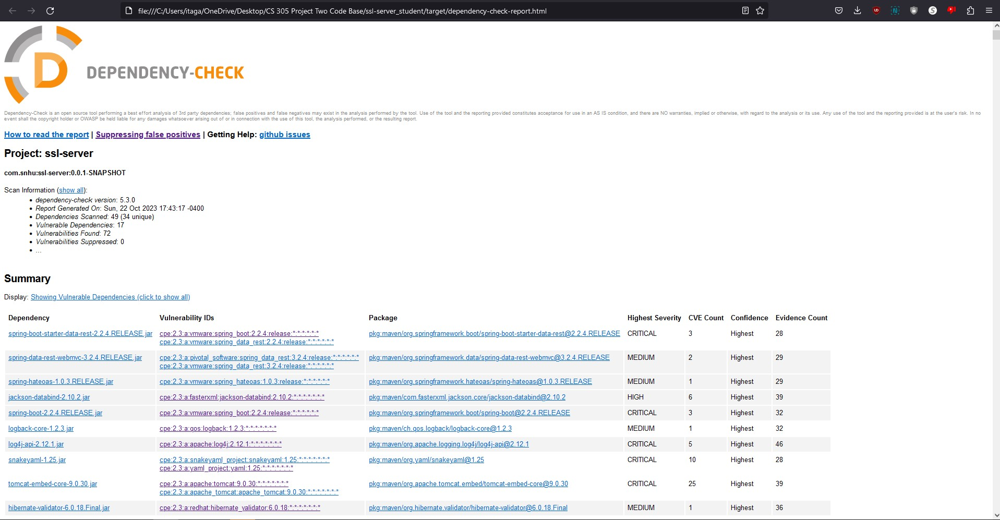 file:///C:/Users/itaga/OneDrive/Desktop/CS 305 Project Two Code Base/ssl-server_student/target/dependency-check-report.html
DEPENDENCY-CHECK
Dependency-Check is an open source tool performing a best effort analysis of 3rd party dependencies; false positives and false negatives may exist in the analysis performed by the tool. Use of the tool and the reporting provided constitutes acceptance for use in an AS IS condition, and there are NO warranties, implied or otherwise, with regard to the analysis or its use. Any use of the tool and the reporting provided is at the user's risk. In no
event shall the copyright holder or OWASP be held liable for any damages whatsoever arising out of or in connection with the use of this tool, the analysis performed, or the resulting report.
How to read the report | Suppressing false positives | Getting Help: github issues
Project: ssl-server
com.snhu:ssl-server:0.0.1-SNAPSHOT
Scan Information (show all):
• dependency-check version: 5.3.0
• Report Generated On: Sun, 22 Oct 2023 17:43:17 -0400
• Dependencies Scanned: 49 (34 unique)
• Vulnerable Dependencies: 17
• Vulnerabilities Found: 72
• Vulnerabilities Suppressed: 0
• ...
Summary
Display: Showing Vulnerable Dependencies (click to show all)
Dependency Vulnerability IDs Package Highest Severity CVE Count Confidence Evidence Count
spring-boot-starter-data-rest-2.2.4.RELEASE.jar cpe:2.3:a:vmware:spring_boot:2.2.4:release:*:*:*:*:*:* pkg:maven/org.springframework.boot/spring-boot-starter-data-rest@2.2.4.RELEASE CRITICAL 3 Highest 28
cpe:2.3:a:vmware:spring_data_rest:2.2.4:release:*:*:*:*:*:*
spring-data-rest-webmvc-3.2.4.RELEASE.jar cpe:2.3:a:pivotal_software:spring_data_rest:3.2.4:release:*:*:*:*:*:* pkg:maven/org.springframework.data/spring-data-rest-webmvc@3.2.4.RELEASE MEDIUM 2 Highest 29
cpe:2.3:a:vmware:spring_data_rest:3.2.4:release:*:*:*:*:*:*
spring-hateoas-1.0.3.RELEASE.jar cpe:2.3:a:vmware:spring_hateoas:1.0.3:release:*:*:*:*:*:* pkg:maven/org.springframework.hateoas/spring-hateoas@1.0.3.RELEASE MEDIUM 1 Highest 29
jackson-databind-2.10.2.jar cpe:2.3:a:fasterxml:jackson-databind:2.10.2:*:*:*:*:*:*:* pkg:maven/com.fasterxml.jackson.core/jackson-databind@2.10.2 HIGH 6 Highest 39
spring-boot-2.2.4.RELEASE.jar cpe:2.3:a:vmware:spring_boot:2.2.4:release:*:*:*:*:*:* pkg:maven/org.springframework.boot/spring-boot@2.2.4.RELEASE CRITICAL 3 Highest 32
logback-core-1.2.3.jar cpe:2.3:a:qos:logback:1.2.3:*:*:*:*:*:*:* pkg:maven/ch.qos.logback/logback-core@1.2.3 MEDIUM 1 Highest 32
log4j-api-2.12.1.jar cpe:2.3:a:apache:log4j:2.12.1:*:*:*:*:*:*:* pkg:maven/org.apache.logging.log4j/log4j-api@2.12.1 CRITICAL 5 Highest 46
snakeyaml-1.25.jar cpe:2.3:a:snakeyaml_project:snakeyaml:1.25:*:*:*:*:*:*:* pkg:maven/org.yaml/snakeyaml@1.25 CRITICAL 10 Highest 28
cpe:2.3:a:yaml_project:yaml:1.25:*:*:*:*:*:*:*
tomcat-embed-core-9.0.30.jar cpe:2.3:a:apache:tomcat:9.0.30:*:*:*:*:*:*:* pkg:maven/org.apache.tomcat.embed/tomcat-embed-core@9.0.30 CRITICAL 25 Highest 39
cpe:2.3:a:apache_tomcat:apache_tomcat:9.0.30:*:*:*:*:*:*:*
hibernate-validator-6.0.18.Final.jar cpe:2.3:a:redhat:hibernate_validator:6.0.18:*:*:*:*:*:*:* pkg:maven/org.hibernate.validator/hibernate-validator@6.0.18.Final MEDIUM 1 Highest 36